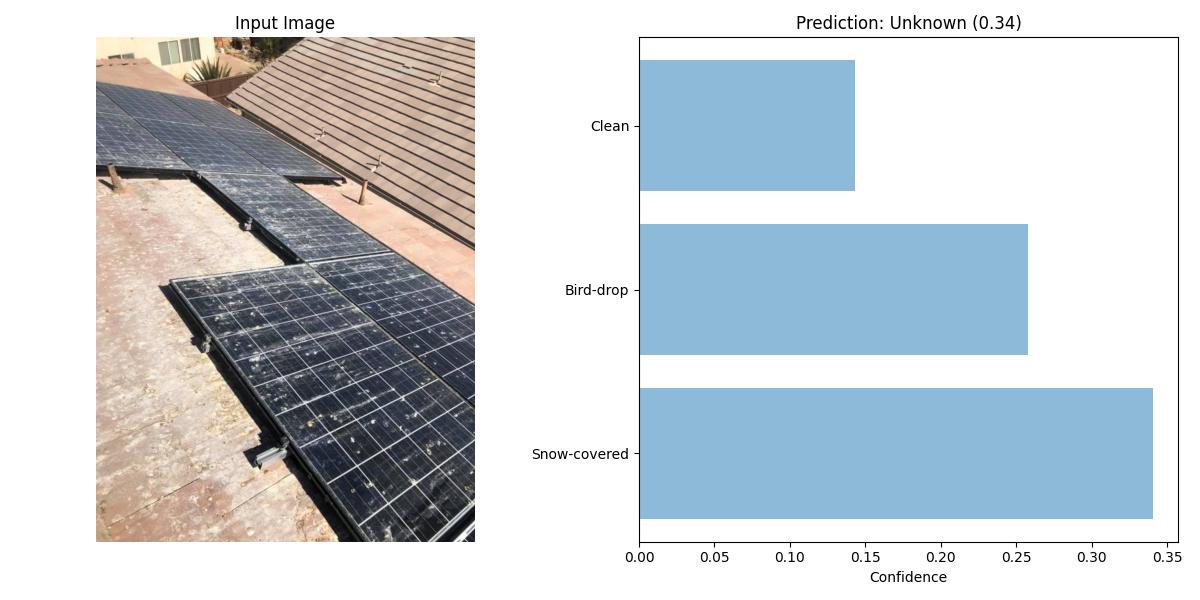 Input Image
Prediction: Unknown (0.34)
Clean
Bird-drop
Snow-covered
0.00 0.05 0.10 0.15 0.20 0.25 0.30 0.35
Confidence